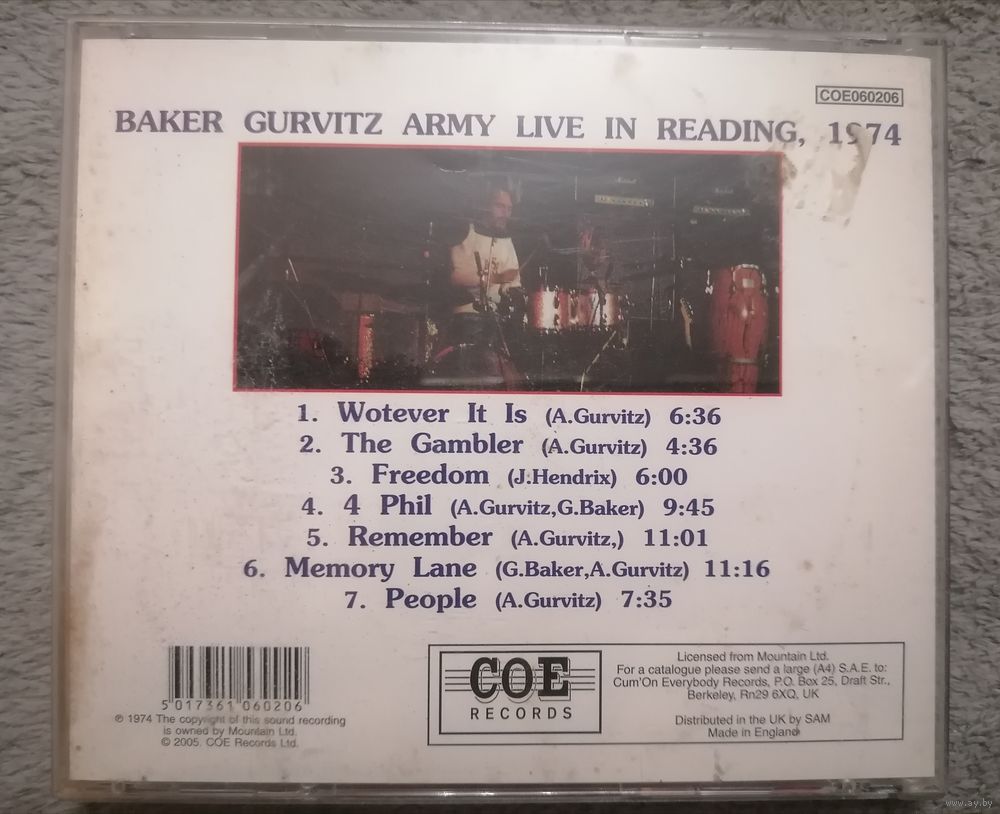 COE060206
BAKER GURVITZ ARMY LIVE IN READING, 1974
1. Wotever It Is (A.Gurvitz) 6:36
2. The Gambler (A.Gurvitz) 4:36
3. Freedom (J.Hendrix) 6:00
4. 4 Phil (A.Gurvitz,G.Baker) 9:45
5. Remember (A.Gurvitz,) 11:01
6. Memory Lane (G.Baker,A.Gurvitz) 11:16
7. People (A.Gurvitz) 7:35
5 017361 060206
℗ 1974 The copyright of this sound recording
is owned by Mountain Ltd.
© 2005. COE Records Ltd.
COE
RECORDS
Licensed from Mountain Ltd.
For a catalogue please send a large (A4) S.A.E. to:
Cum'On Everybody Records, P.O. Box 25, Draft Str.,
Berkeley, Rn29 6XQ, UK
Distributed in the UK by SAM
Made in England
www.ay.by